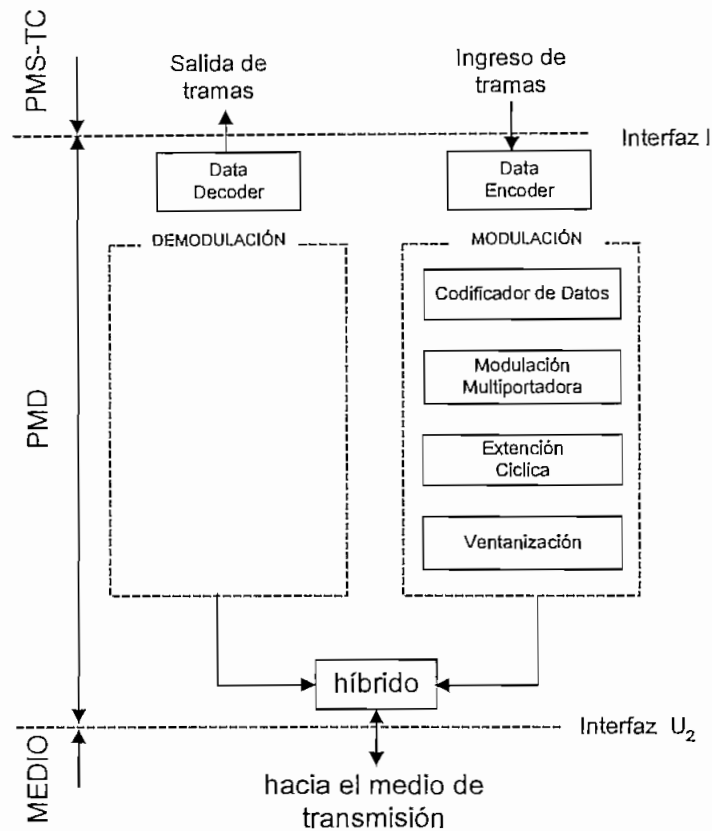 PMS-TC
Salida de
tramas
Ingreso de
tramas
Interfaz I
Data
Decoder
Data
Encoder
DEMODULACIÓN
MODULACIÓN
Codificador de Datos
Modulación
Multiportadora
Extención
Ciclíca
Ventanización
PMD
híbrido
Interfaz U2
MEDIO
hacia el medio de
transmisión